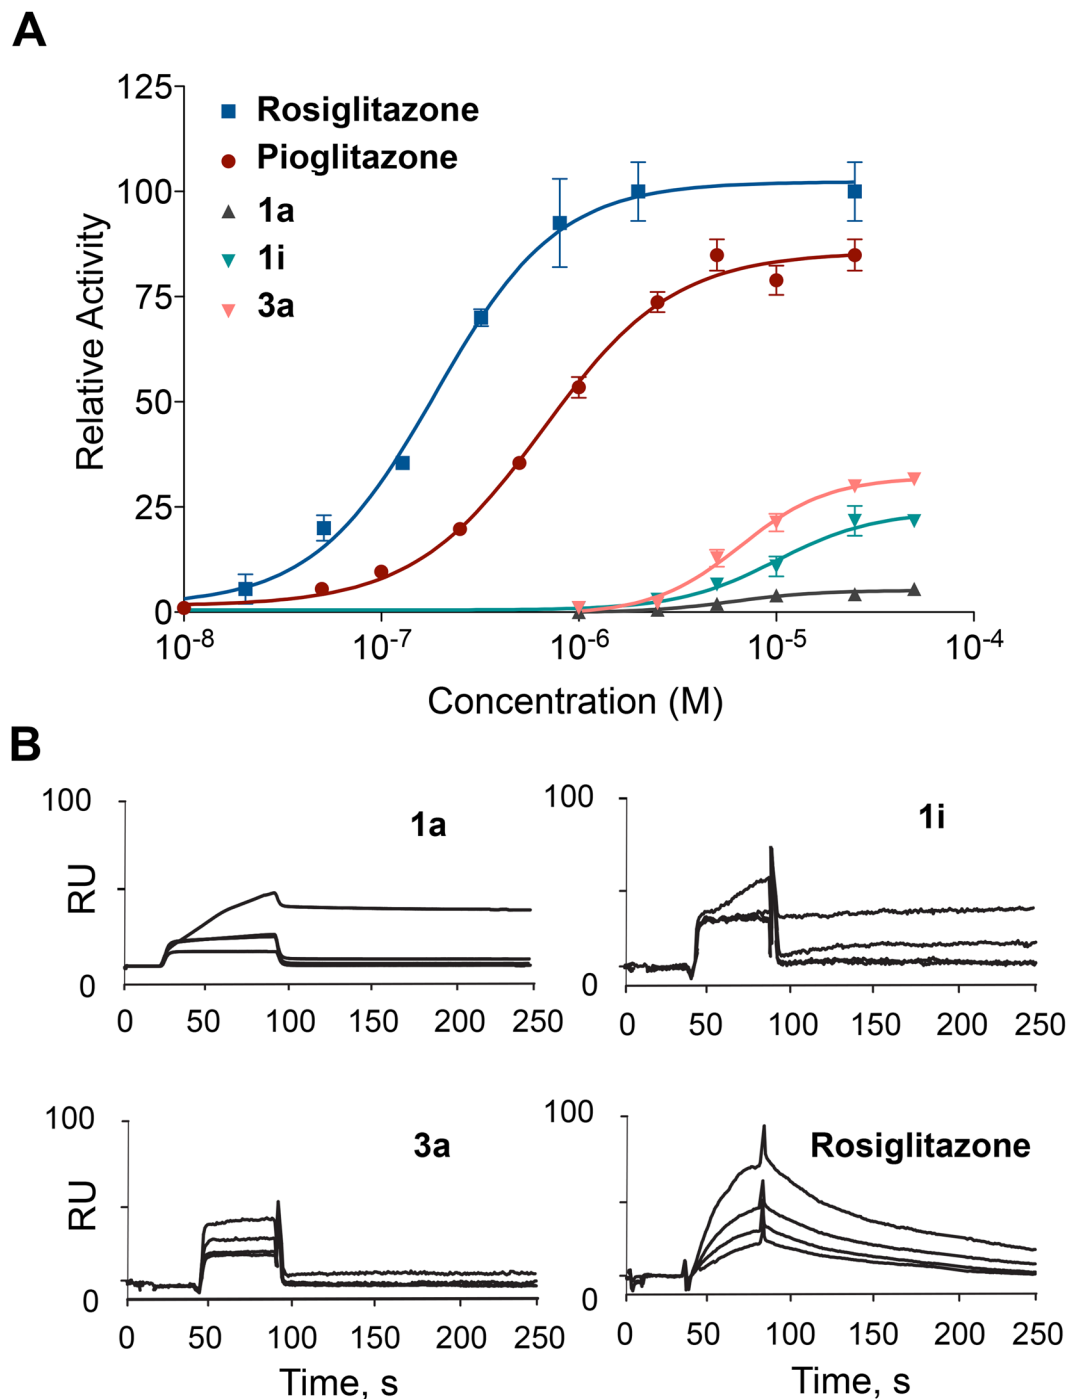 A
125
100
75
50
25
0
Relative Activity
Rosiglitazone
Pioglitazone
1a
1i
3a
10-8
10-7
10-6
10-5
10-4
Concentration (M)
B
100
RU
0
1a
0 50 100 150 200 250
100
0
1i
0 50 100 150 200 250
100
RU
0
3a
0 50 100 150 200 250
Time, s
100
0
Rosiglitazone
0 50 100 150 200 250
Time, s